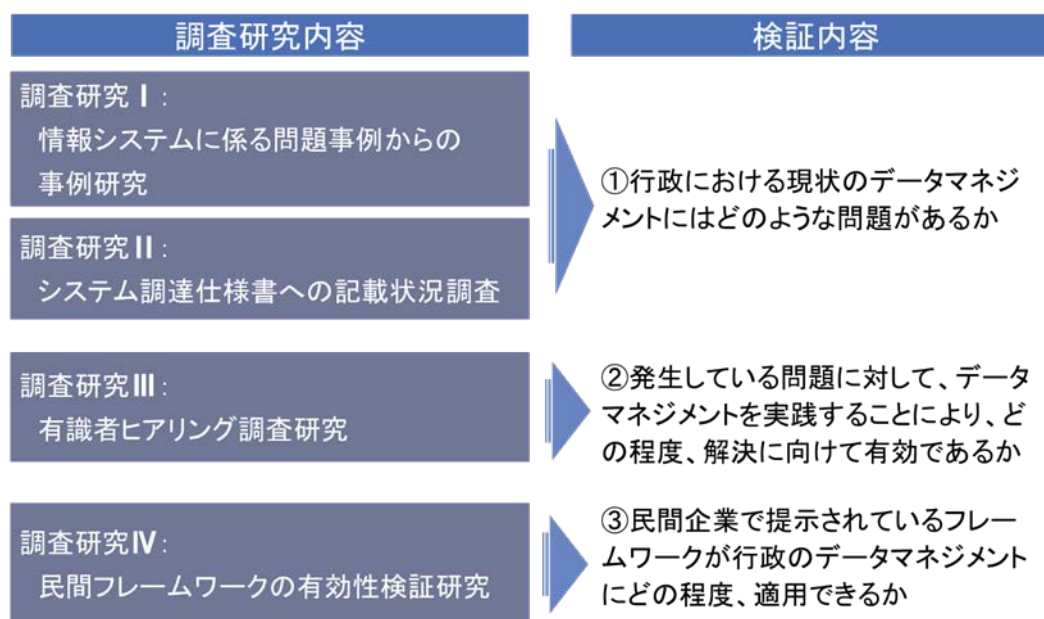 調査研究内容
検証内容
調査研究Ⅰ:
情報システムに係る問題事例からの
事例研究
調査研究Ⅱ:
システム調達仕様書への記載状況調査
①行政における現状のデータマネジ
メントにはどのような問題があるか
調査研究Ⅲ:
有識者ヒアリング調査研究
②発生している問題に対して、データ
マネジメントを実践することにより、ど
の程度、解決に向けて有効であるか
調査研究Ⅳ:
民間フレームワークの有効性検証研究
③民間企業で提示されているフレー
ムワークが行政のデータマネジメント
にどの程度、適用できるか